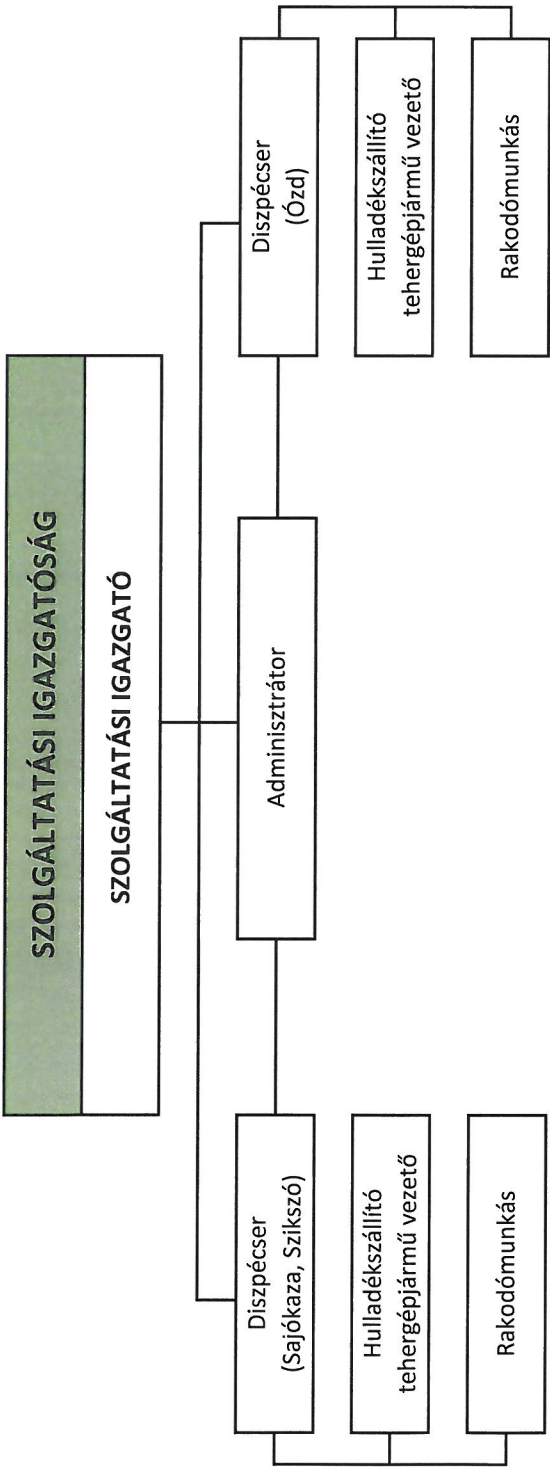 SZOLGÁLTATÁSI IGAZGATÓSÁG
SZOLGÁLTATÁSI IGAZGATÓ
Diszpécser
(Sajókaza, Szikszó)
Hulladékszállító
tehergépjármű vezető
Rakodómunkás
Adminisztrátor
Diszpécser
(Ózd)
Hulladékszállító
tehergépjármű vezető
Rakodómunkás